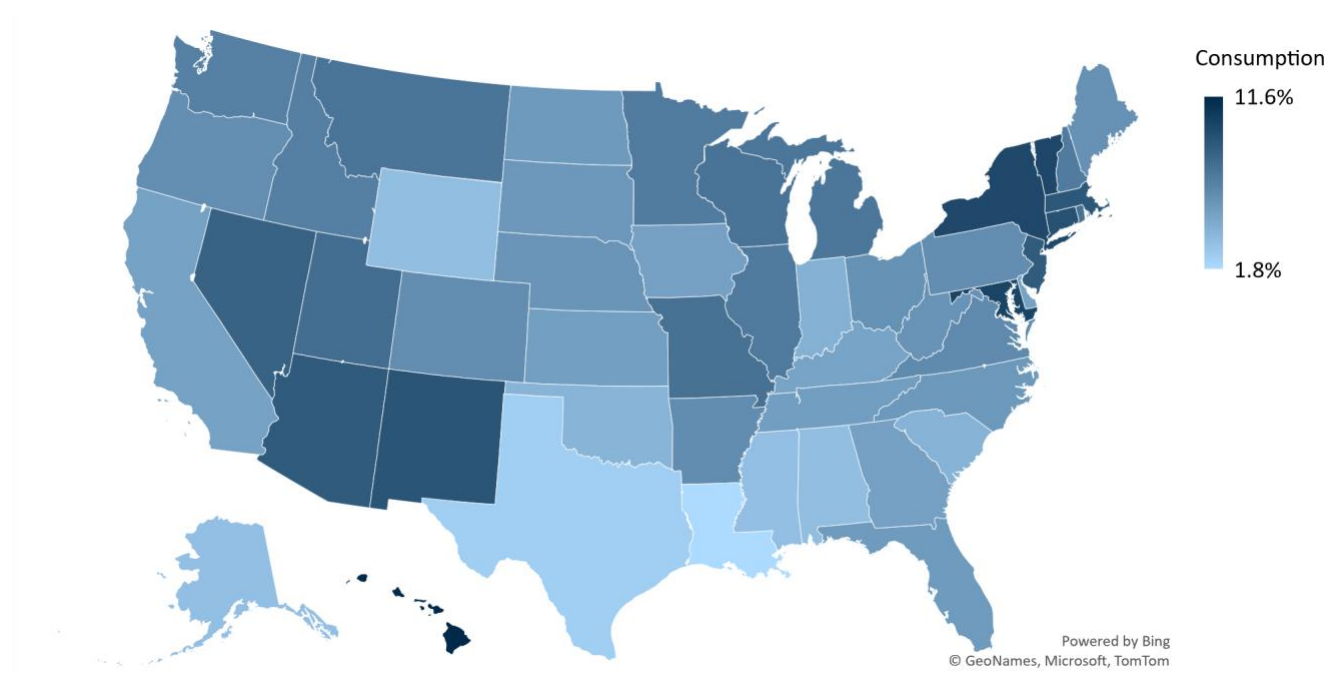 Consumption
11.6%
1.8%
Powered by Bing
© GeoNames, Microsoft, TomTom